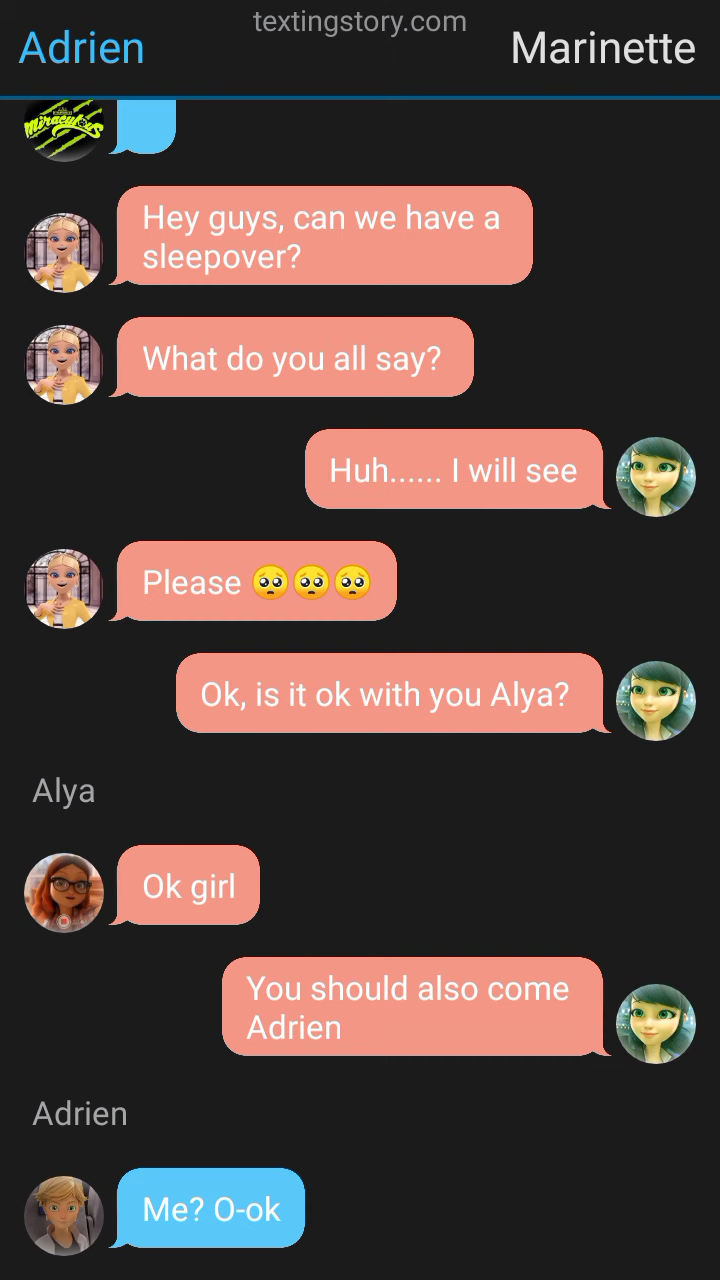 textingstory.com
Adrien
Marinette
Miraculous
Hey guys, can we have a
sleepover?
What do you all say?
Huh...... I will see
Please 🥺🥺🥺
Ok, is it ok with you Alya?
Alya
Ok girl
You should also come
Adrien
Adrien
Me? O-ok